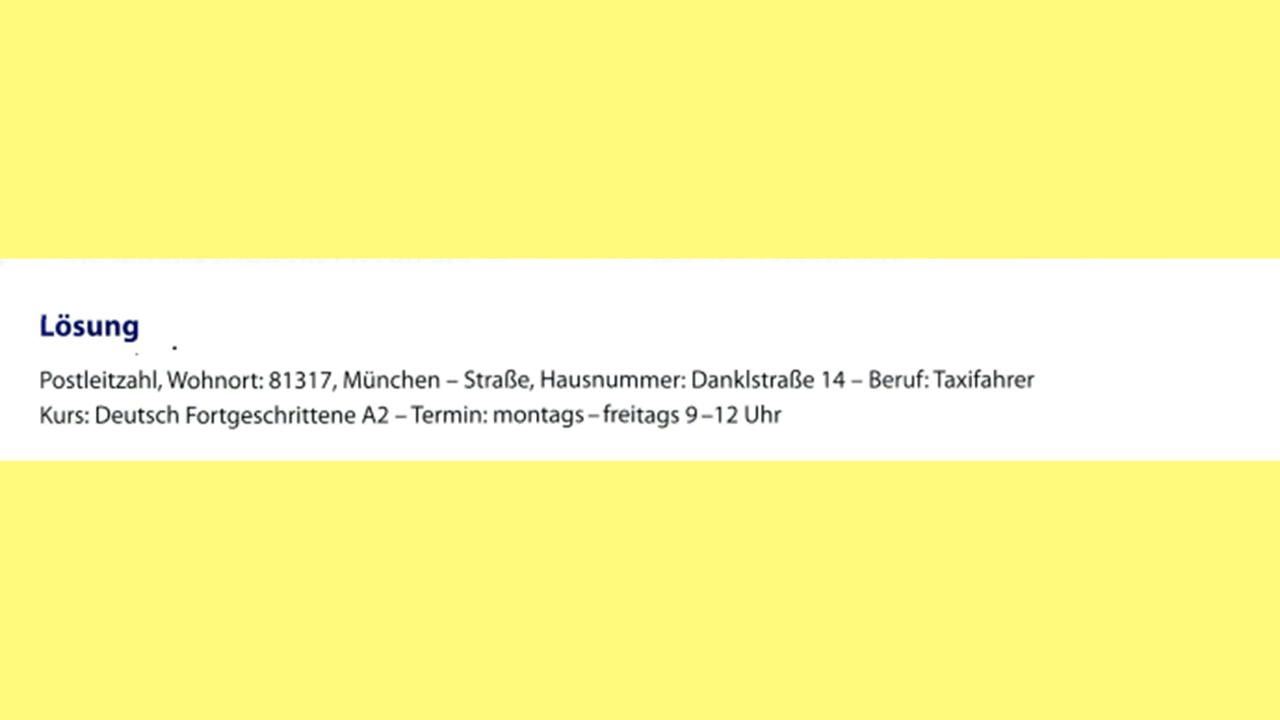 Lösung
Postleitzahl, Wohnort: 81317, München – Straße, Hausnummer: Danklstraße 14 – Beruf: Taxifahrer
Kurs: Deutsch Fortgeschrittene A2 – Termin: montags – freitags 9 – 12 Uhr